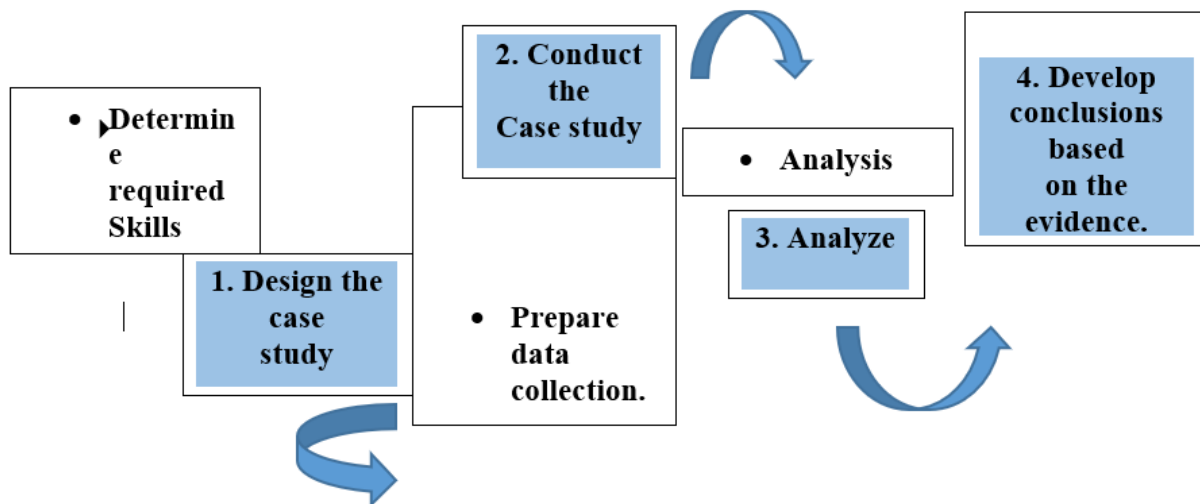 • Determin
e
required
Skills
1. Design the
case
study
2. Conduct
the
Case study
• Prepare
data
collection.
• Analysis
3. Analyze
4. Develop
conclusions
based
on the
evidence.